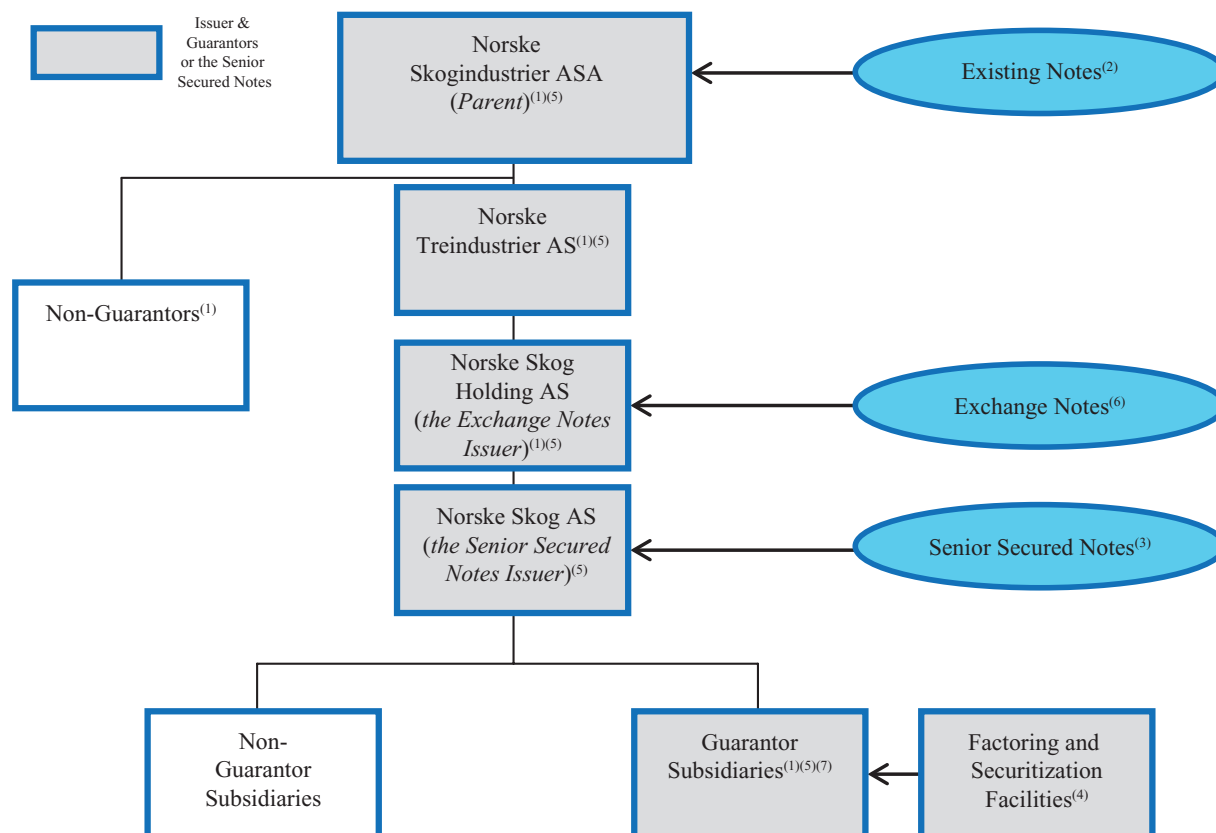 Issuer &
Guarantors
or the Senior
Secured Notes
Norske
Skogindustrier ASA
(Parent)(1)(5)
Existing Notes(2)
Norske
Treindustrier AS(1)(5)
Non-Guarantors(1)
Norske Skog
Holding AS
(the Exchange Notes
Issuer)(1)(5)
Exchange Notes(6)
Norske Skog AS
(the Senior Secured
Notes Issuer)(5)
Senior Secured Notes(3)
Non-
Guarantor
Subsidiaries
Guarantor
Subsidiaries(1)(5)(7)
Factoring and
Securitization
Facilities(4)